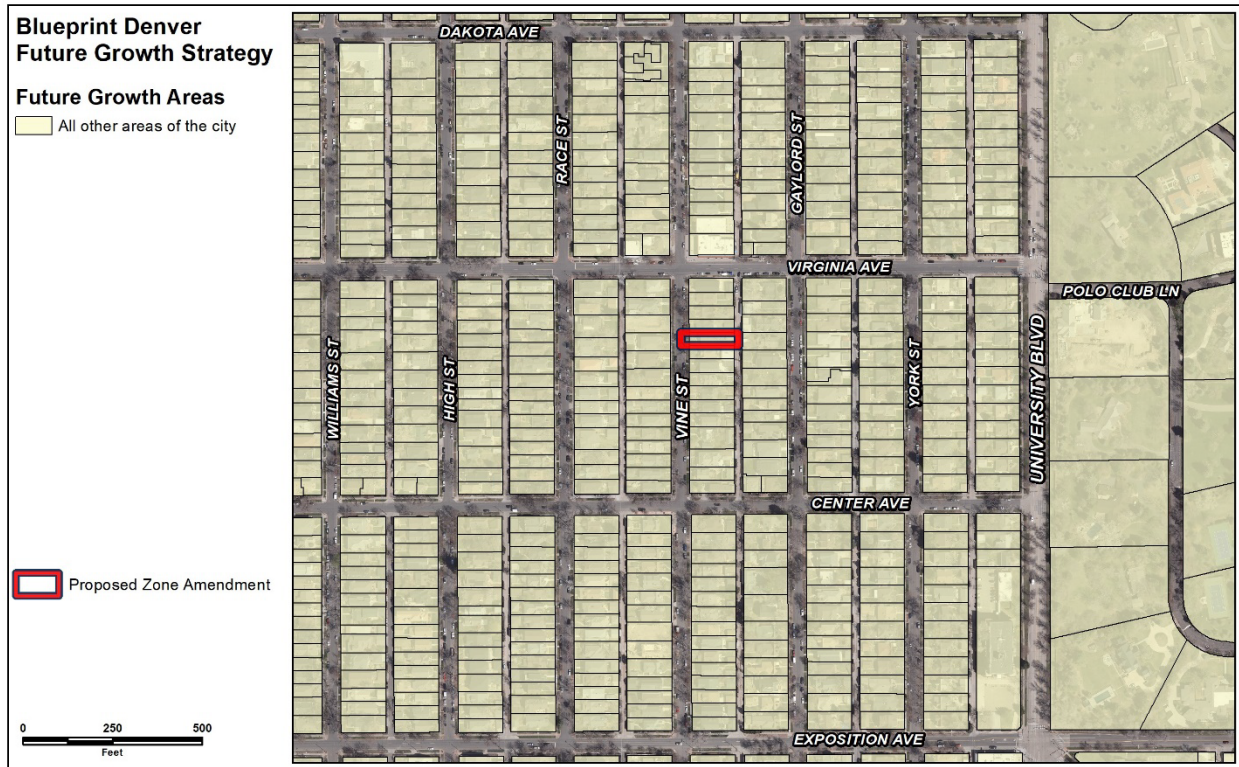 Blueprint Denver
Future Growth Strategy
Future Growth Areas
All other areas of the city
Proposed Zone Amendment
0 250 500
Feet
DAKOTA AVE
RACE ST
GAYLORD ST
VIRGINIA AVE
POLO CLUB LN
WILLIAMS ST
HIGH ST
VINE ST
YORK ST
UNIVERSITY BLVD
CENTER AVE
EXPOSITION AVE